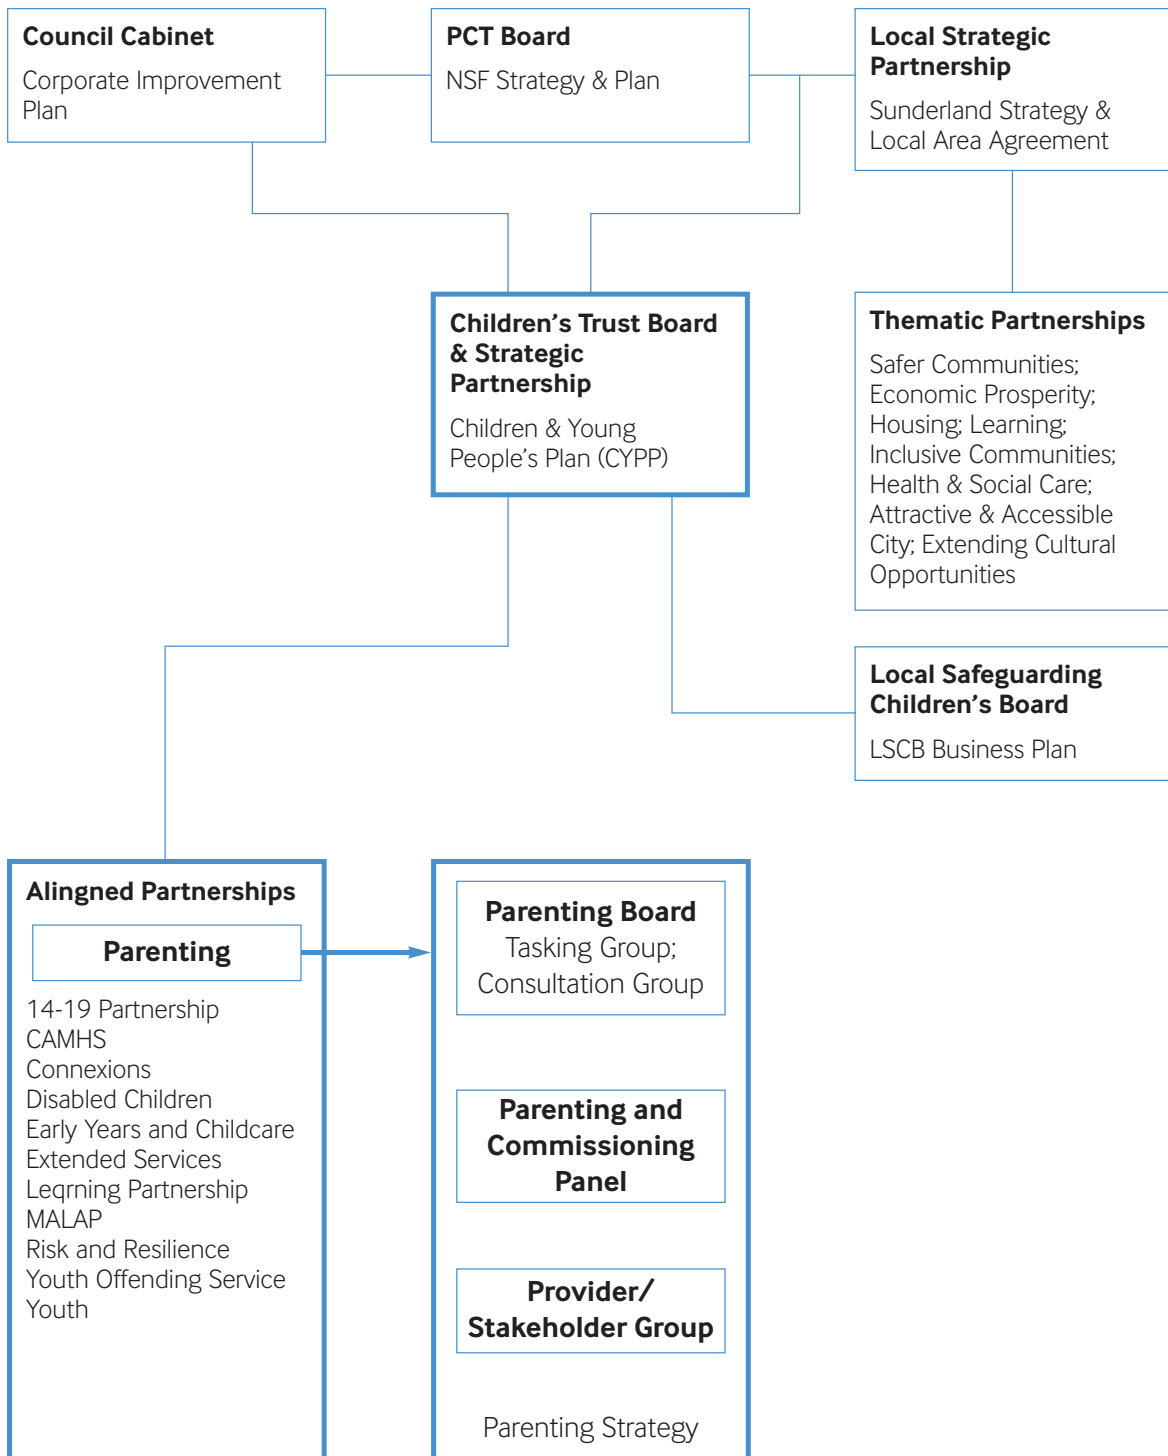 Council Cabinet
Corporate Improvement
Plan
PCT Board
NSF Strategy & Plan
Local Strategic
Partnership
Sunderland Strategy &
Local Area Agreement
Children’s Trust Board
& Strategic
Partnership
Children & Young
People’s Plan (CYPP)
Thematic Partnerships
Safer Communities;
Economic Prosperity;
Housing; Learning;
Inclusive Communities;
Health & Social Care;
Attractive & Accessible
City; Extending Cultural
Opportunities
Local Safeguarding
Children’s Board
LSCB Business Plan
Alingned Partnerships
Parenting
14-19 Partnership
CAMHS
Connexions
Disabled Children
Early Years and Childcare
Extended Services
Leqrning Partnership
MALAP
Risk and Resilience
Youth Offending Service
Youth
Parenting Board
Tasking Group;
Consultation Group
Parenting and
Commissioning
Panel
Provider/
Stakeholder Group
Parenting Strategy